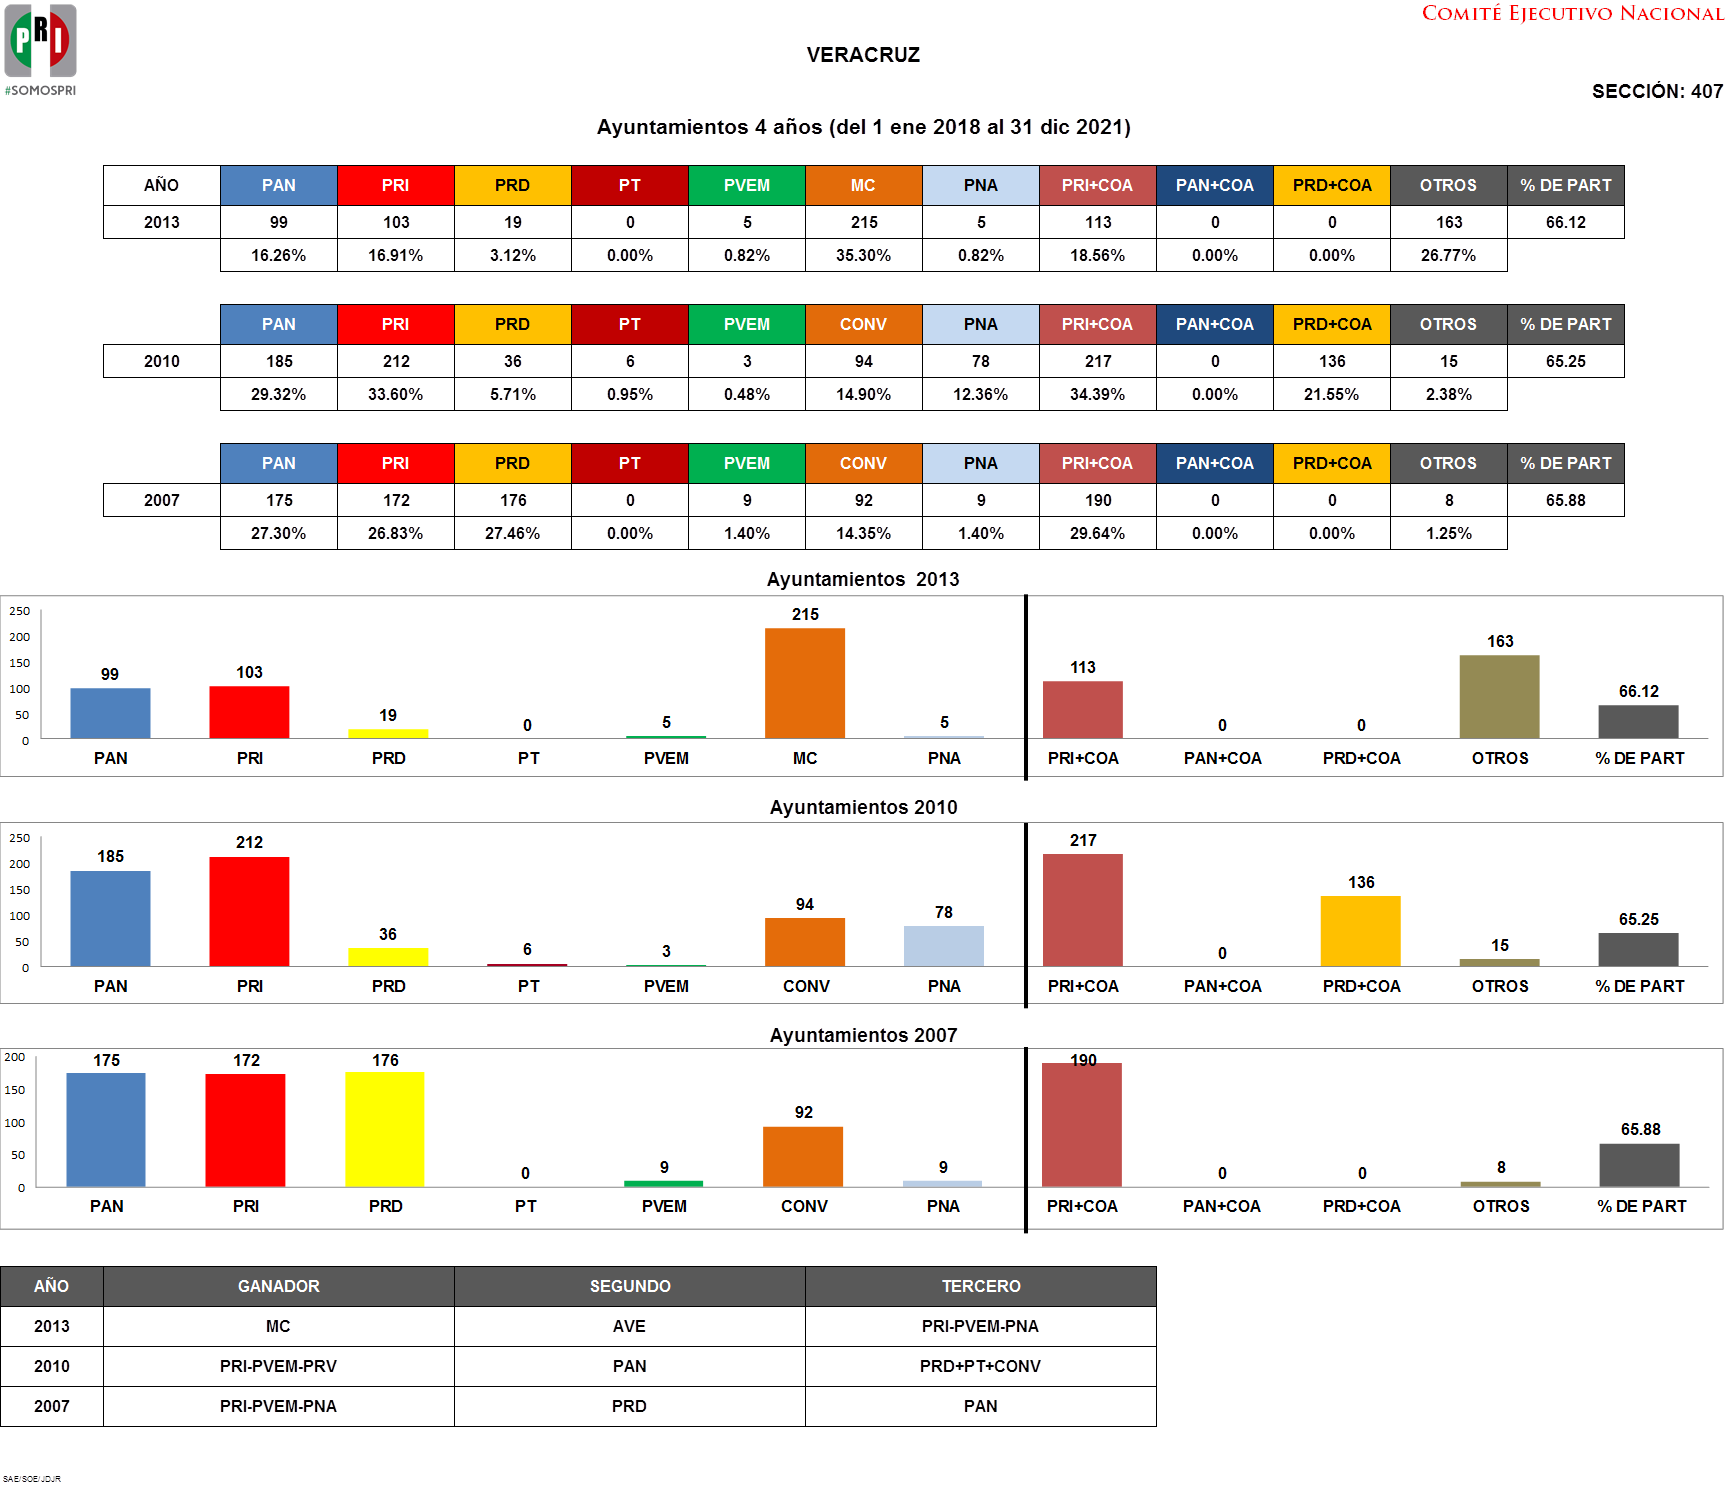 PRI
#SOMOSPRI
COMITÉ EJECUTIVO NACIONAL
VERACRUZ
SECCIÓN: 407
Ayuntamientos 4 años (del 1 ene 2018 al 31 dic 2021)
AÑO PAN PRI PRD PT PVEM MC PNA PRI+COA PAN+COA PRD+COA OTROS % DE PART
2013 99 103 19 0 5 215 5 113 0 0 163 66.12
16.26% 16.91% 3.12% 0.00% 0.82% 35.30% 0.82% 18.56% 0.00% 0.00% 26.77%
PAN PRI PRD PT PVEM CONV PNA PRI+COA PAN+COA PRD+COA OTROS % DE PART
2010 185 212 36 6 3 94 78 217 0 136 15 65.25
29.32% 33.60% 5.71% 0.95% 0.48% 14.90% 12.36% 34.39% 0.00% 21.55% 2.38%
PAN PRI PRD PT PVEM CONV PNA PRI+COA PAN+COA PRD+COA OTROS % DE PART
2007 175 172 176 0 9 92 9 190 0 0 8 65.88
27.30% 26.83% 27.46% 0.00% 1.40% 14.35% 1.40% 29.64% 0.00% 0.00% 1.25%
Ayuntamientos 2013
250
200
150
100
50
0
99 103 19 0 5 215 5 113 0 0 163 66.12
PAN PRI PRD PT PVEM MC PNA PRI+COA PAN+COA PRD+COA OTROS % DE PART
Ayuntamientos 2010
250
200
150
100
50
0
185 212 36 6 3 94 78 217 0 136 15 65.25
PAN PRI PRD PT PVEM CONV PNA PRI+COA PAN+COA PRD+COA OTROS % DE PART
Ayuntamientos 2007
200
150
100
50
0
175 172 176 0 9 92 9 190 0 0 8 65.88
PAN PRI PRD PT PVEM CONV PNA PRI+COA PAN+COA PRD+COA OTROS % DE PART
AÑO GANADOR SEGUNDO TERCERO
2013 MC AVE PRI-PVEM-PNA
2010 PRI-PVEM-PRV PAN PRD+PT+CONV
2007 PRI-PVEM-PNA PRD PAN
SAE/SOE/JDJR